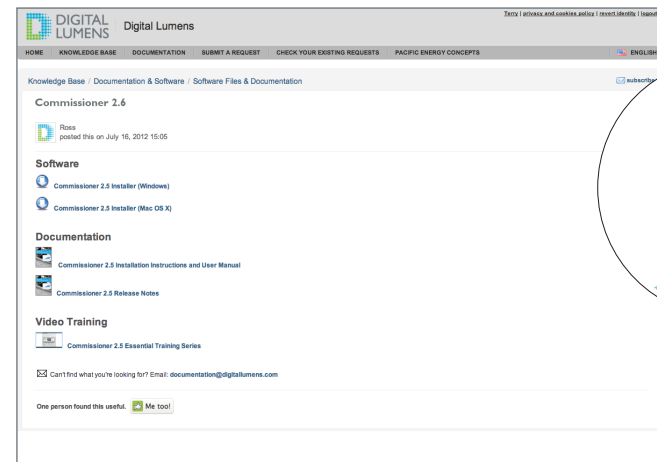 Terry | privacy and cookies policy | revert identity | logout
DIGITAL LUMENS
Digital Lumens
HOME KNOWLEDGE BASE DOCUMENTATION SUBMIT A REQUEST CHECK YOUR EXISTING REQUESTS PACIFIC ENERGY CONCEPTS ENGLISH
Knowledge Base / Documentation & Software / Software Files & Documentation
subscribe
Commissioner 2.6
Ross
posted this on July 16, 2012 15:05
Software
Commissioner 2.5 Installer (Windows)
Commissioner 2.5 Installer (Mac OS X)
Documentation
Commissioner 2.5 Installation Instructions and User Manual
Commissioner 2.5 Release Notes
Video Training
Commissioner 2.5 Essential Training Series
Can't find what you're looking for? Email: documentation@digitallumens.com
One person found this useful. Me too!